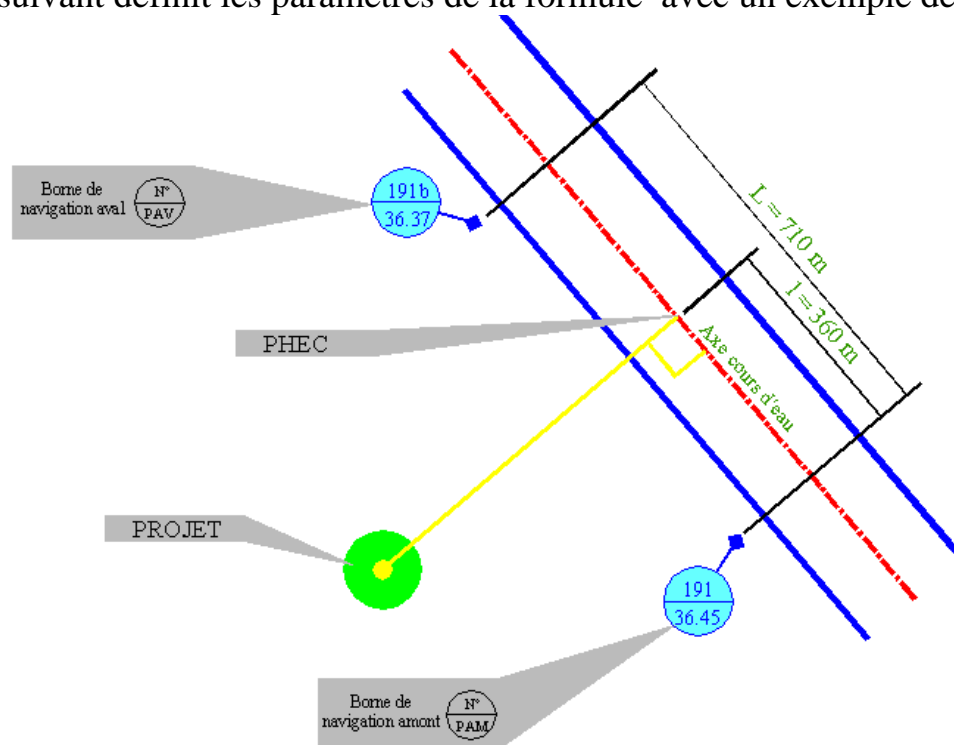 suivant définit les paramètres de la formule avec un exemple de
Borne de
navigation aval
N°
PAV
191b
36.37
L = 710 m
l = 360 m
PHEC
Axe cours d'eau
PROJET
191
36.45
Borne de
navigation amont
N°
PAM